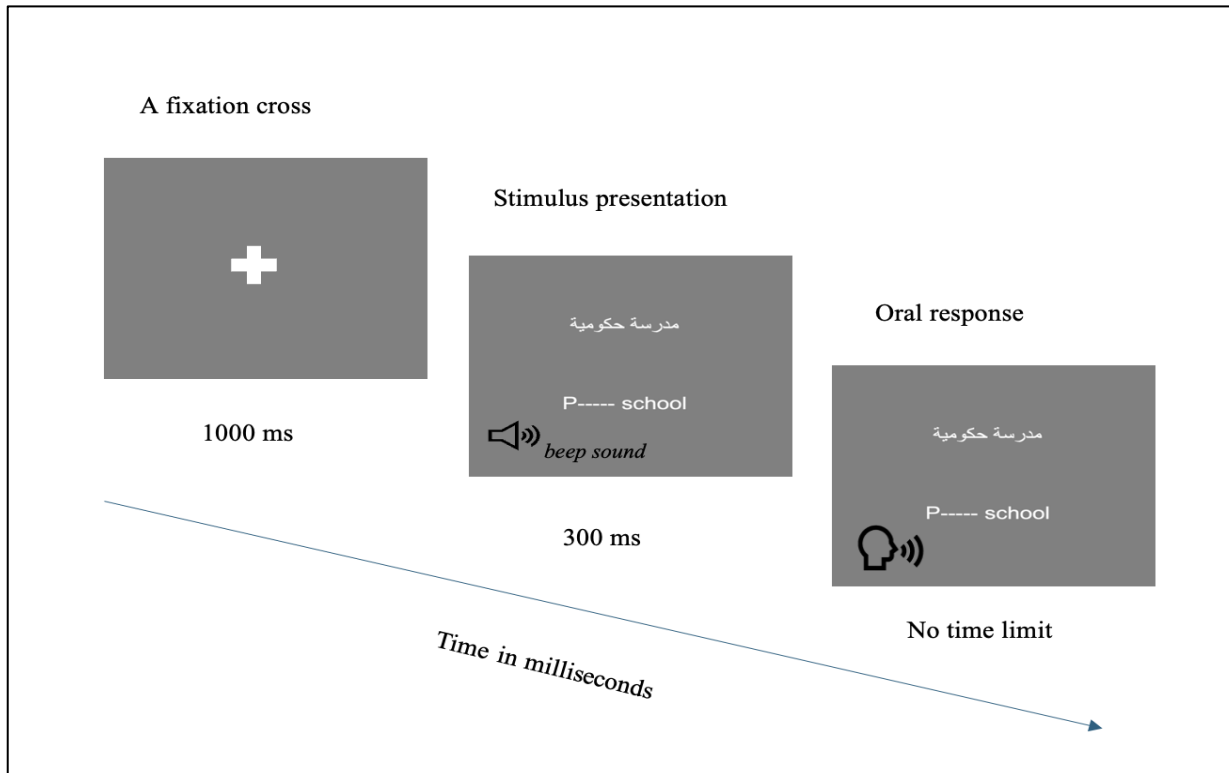 A fixation cross
1000 ms
Stimulus presentation
مدرسة حكومية
P----- school
beep sound
300 ms
Oral response
مدرسة حكومية
P----- school
No time limit
Time in milliseconds